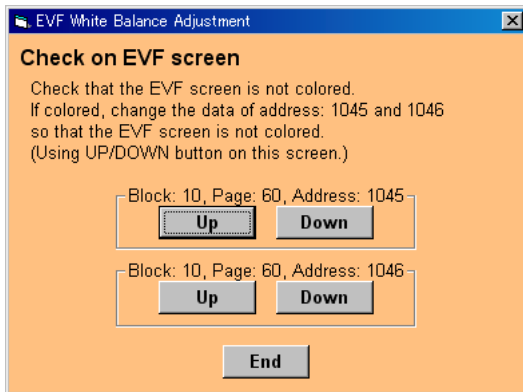 EVF White Balance Adjustment
Check on EVF screen
Check that the EVF screen is not colored.
If colored, change the data of address: 1045 and 1046
so that the EVF screen is not colored.
(Using UP/DOWN button on this screen.)
Block: 10, Page: 60, Address: 1045
Up Down
Block: 10, Page: 60, Address: 1046
Up Down
End